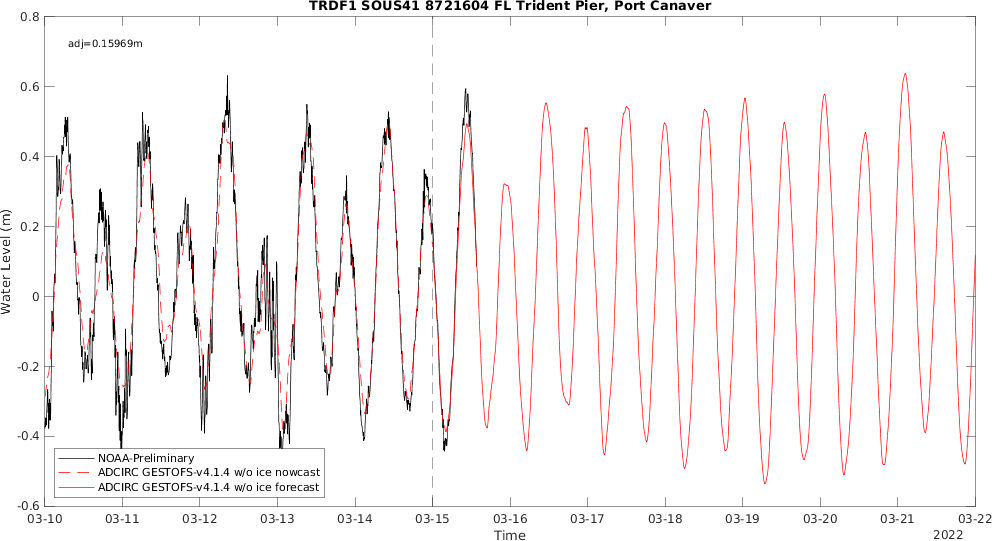 TRDF1 SOUS41 8721604 FL Trident Pier, Port Canaver
adj=0.15969m
0.8
0.6
0.4
0.2
0
-0.2
-0.4
-0.6
Water Level (m)
NOAA-Preliminary
ADCIRC GESTOFS-v4.1.4 w/o ice nowcast
ADCIRC GESTOFS-v4.1.4 w/o ice forecast
03-10 03-11 03-12 03-13 03-14 03-15 03-16 03-17 03-18 03-19 03-20 03-21 03-22
Time
2022